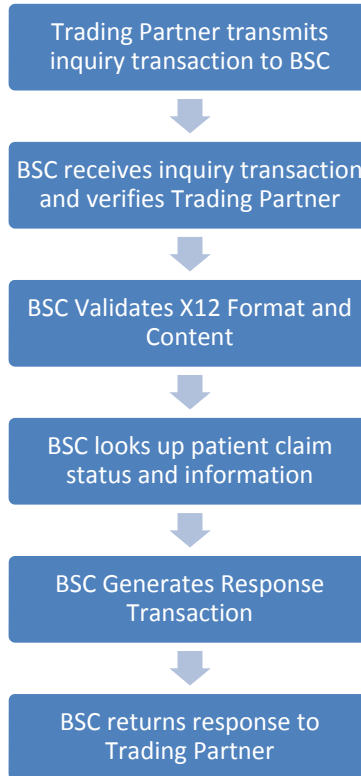 Trading Partner transmits
inquiry transaction to BSC
BSC receives inquiry transaction
and verifies Trading Partner
BSC Validates X12 Format and
Content
BSC looks up patient claim
status and information
BSC Generates Response
Transaction
BSC returns response to
Trading Partner